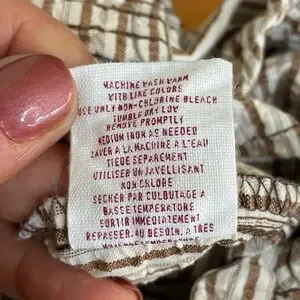 MACHINE WASH WARM
WITH LIKE COLORS
USE ONLY NON-CHLORINE BLEACH
TUMBLE DRY LOW
REMOVE PROMPTLY
MEDIUM IRON AS NEEDED
LAVER A LA MACHINE A L'EAU
TIEDE SEPAREMENT
UTILISER UN JAVELLISANT
NON CHLORE
SECHER PAR CULBUTAGE A
BASSE TEMPERATURE
SORTIR IMMEDIATEMENT
REPASSER, AU BESOIN, A
TEMPERATURE